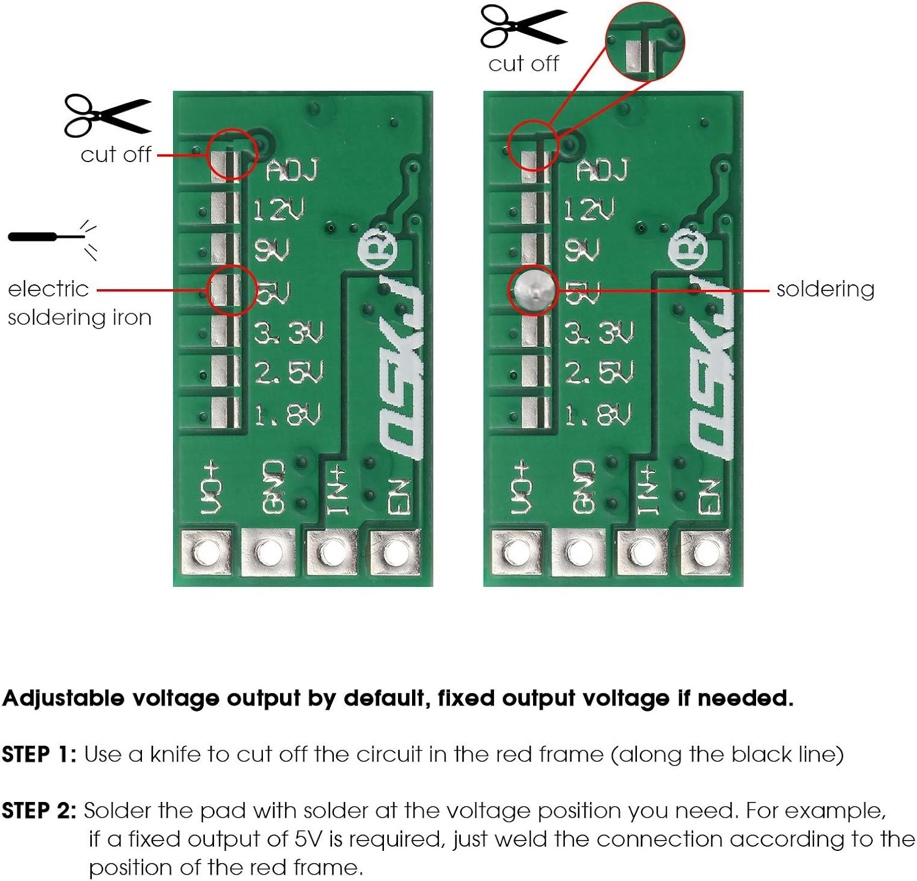 cut off
cut off
ADJ
12V
9V
5V
3.3V
2.5V
1.8V
VO+
GND
IN+
EN
®
QSKJ
electric
soldering iron
ADJ
12V
9V
5V
3.3V
2.5V
1.8V
VO+
GND
IN+
EN
®
QSKJ
soldering
Adjustable voltage output by default, fixed output voltage if needed.
STEP 1: Use a knife to cut off the circuit in the red frame (along the black line)
STEP 2: Solder the pad with solder at the voltage position you need. For example,
if a fixed output of 5V is required, just weld the connection according to the
position of the red frame.